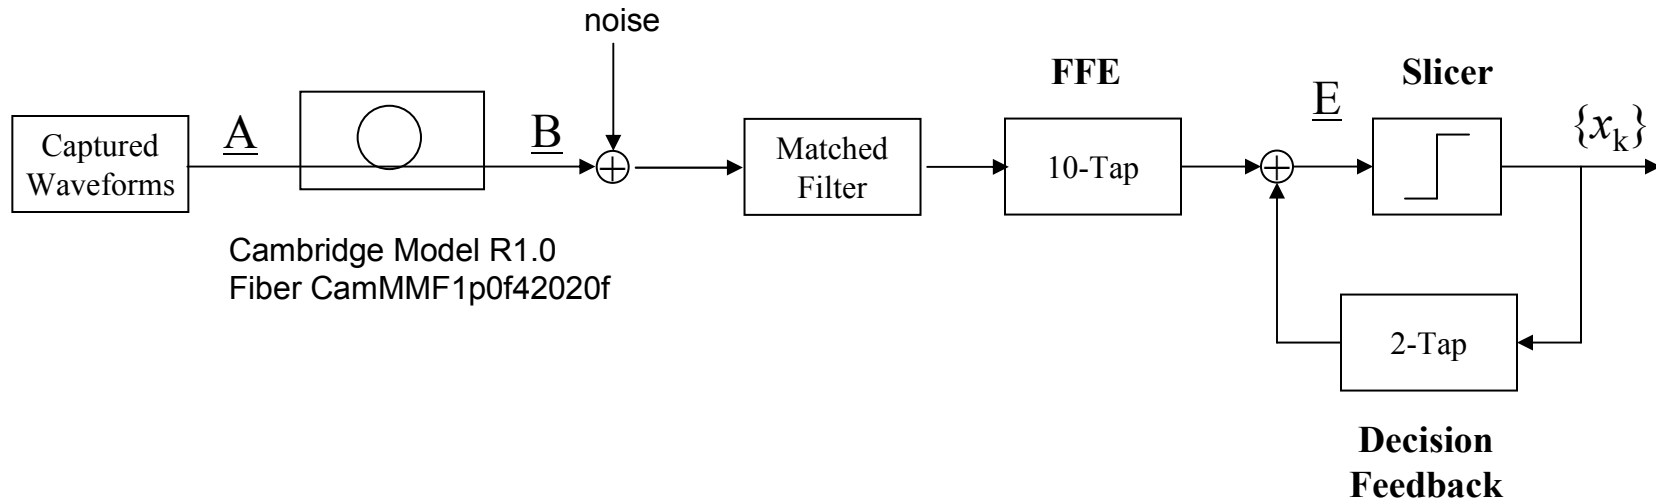 noise
FFE
Slicer
Captured
Waveforms
A
B
Matched
Filter
10-Tap
E
{x_k}
Cambridge Model R1.0
Fiber CamMMF1p0f42020f
2-Tap
Decision
Feedback